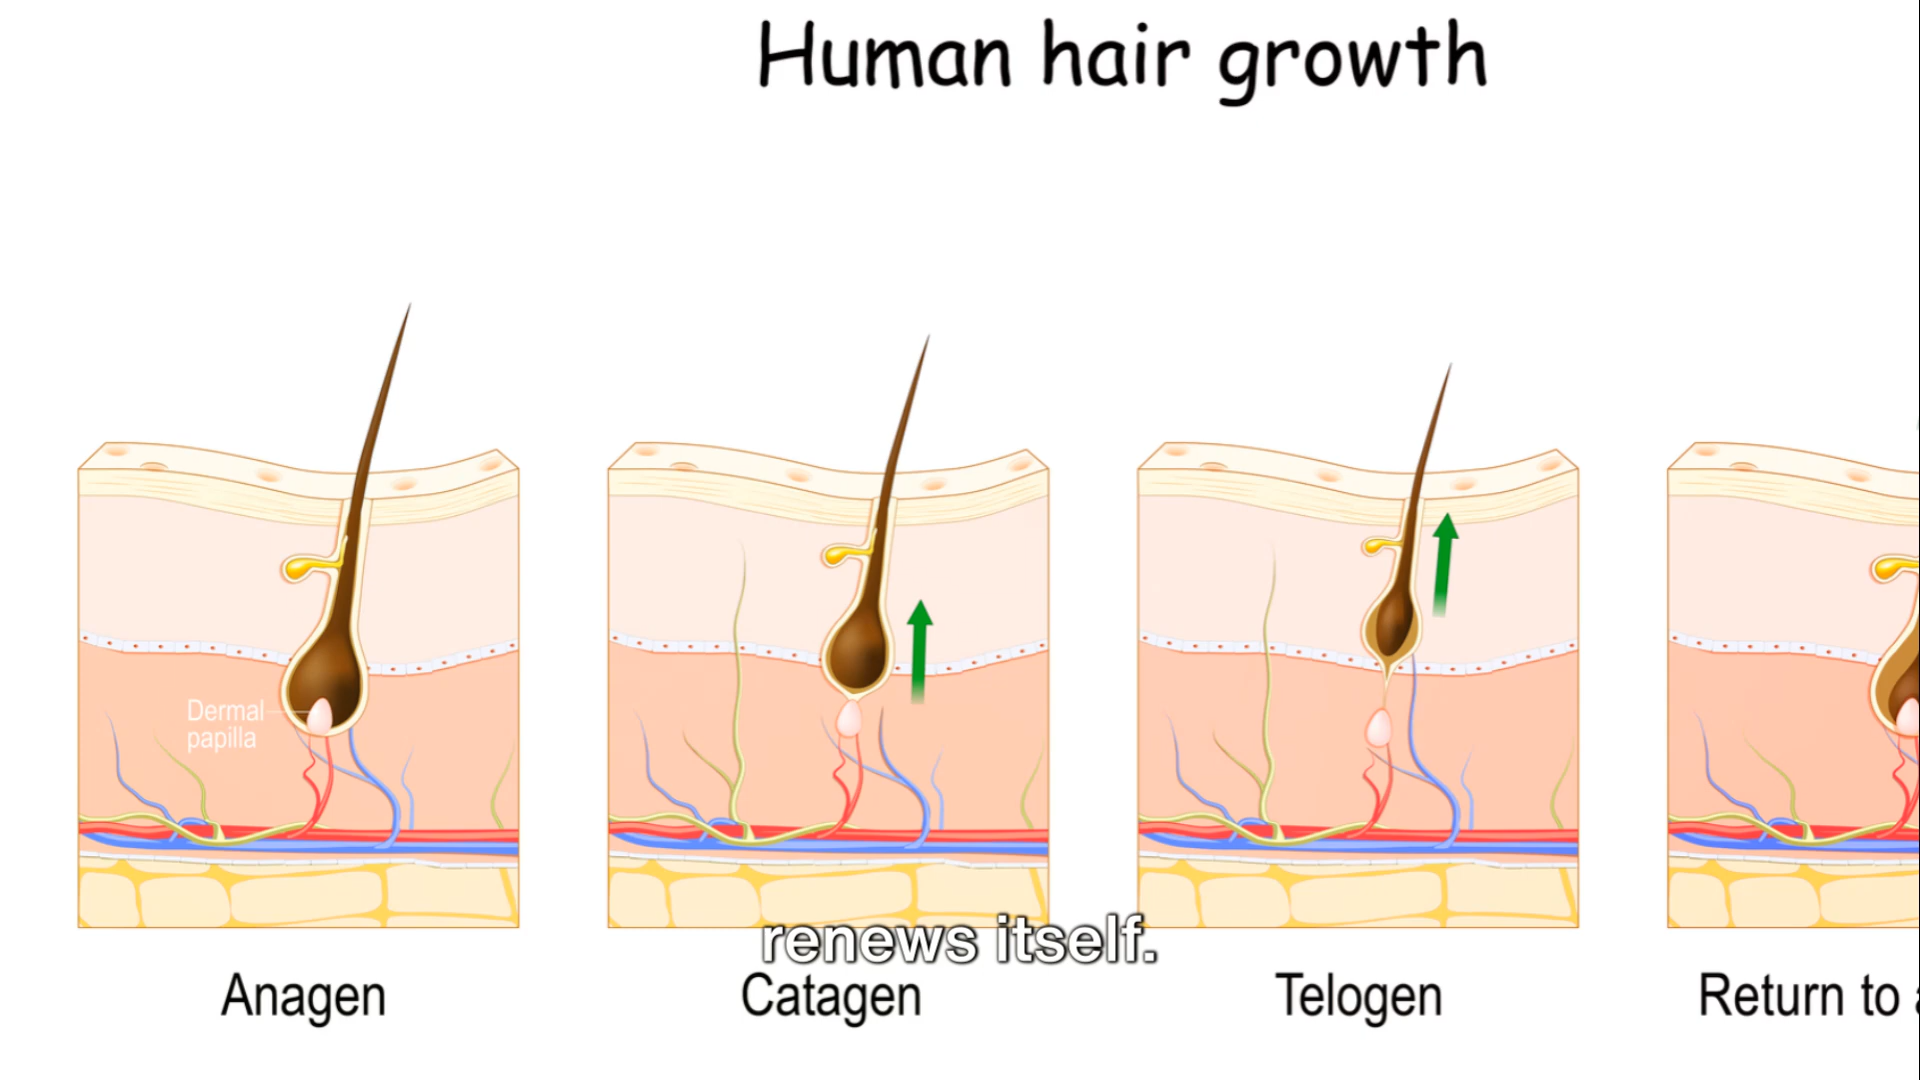 Human hair growth
Dermal
papilla
renews itself.
Anagen
Catagen
Telogen
Return to